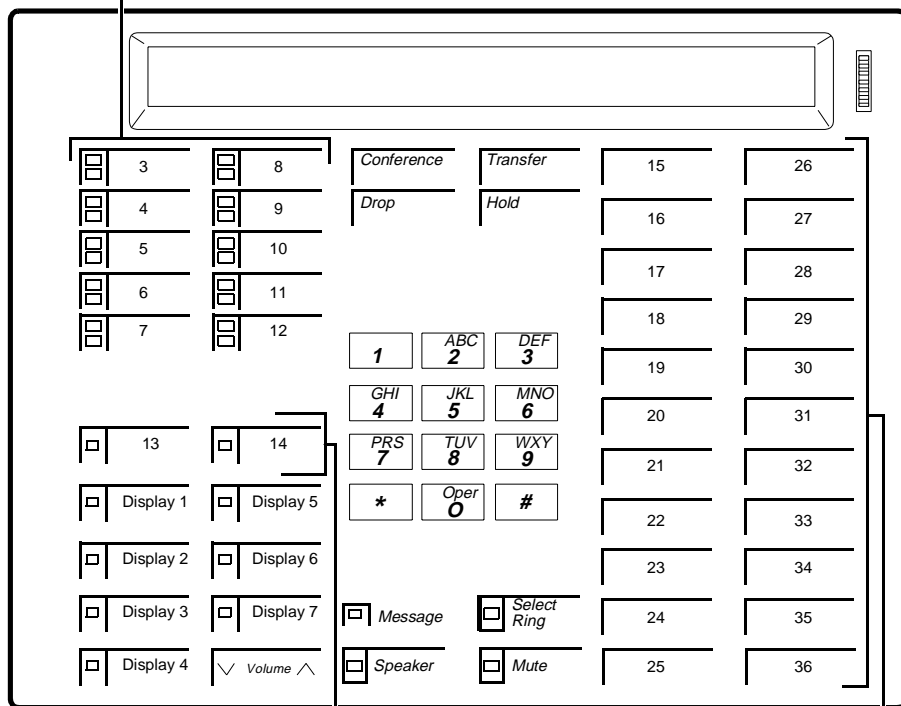 3 8
4 9
5 10
6 11
7 12
13 14
Display 1 Display 5
Display 2 Display 6
Display 3 Display 7
Display 4 Volume
Conference Transfer
Drop Hold
1 ABC 2 DEF 3
GHI 4 JKL 5 MNO 6
PRS 7 TUV 8 WXY 9
* Oper O #
Message Select Ring
Speaker Mute
15 26
16 27
17 28
18 29
19 30
20 31
21 32
22 33
23 34
24 35
25 36